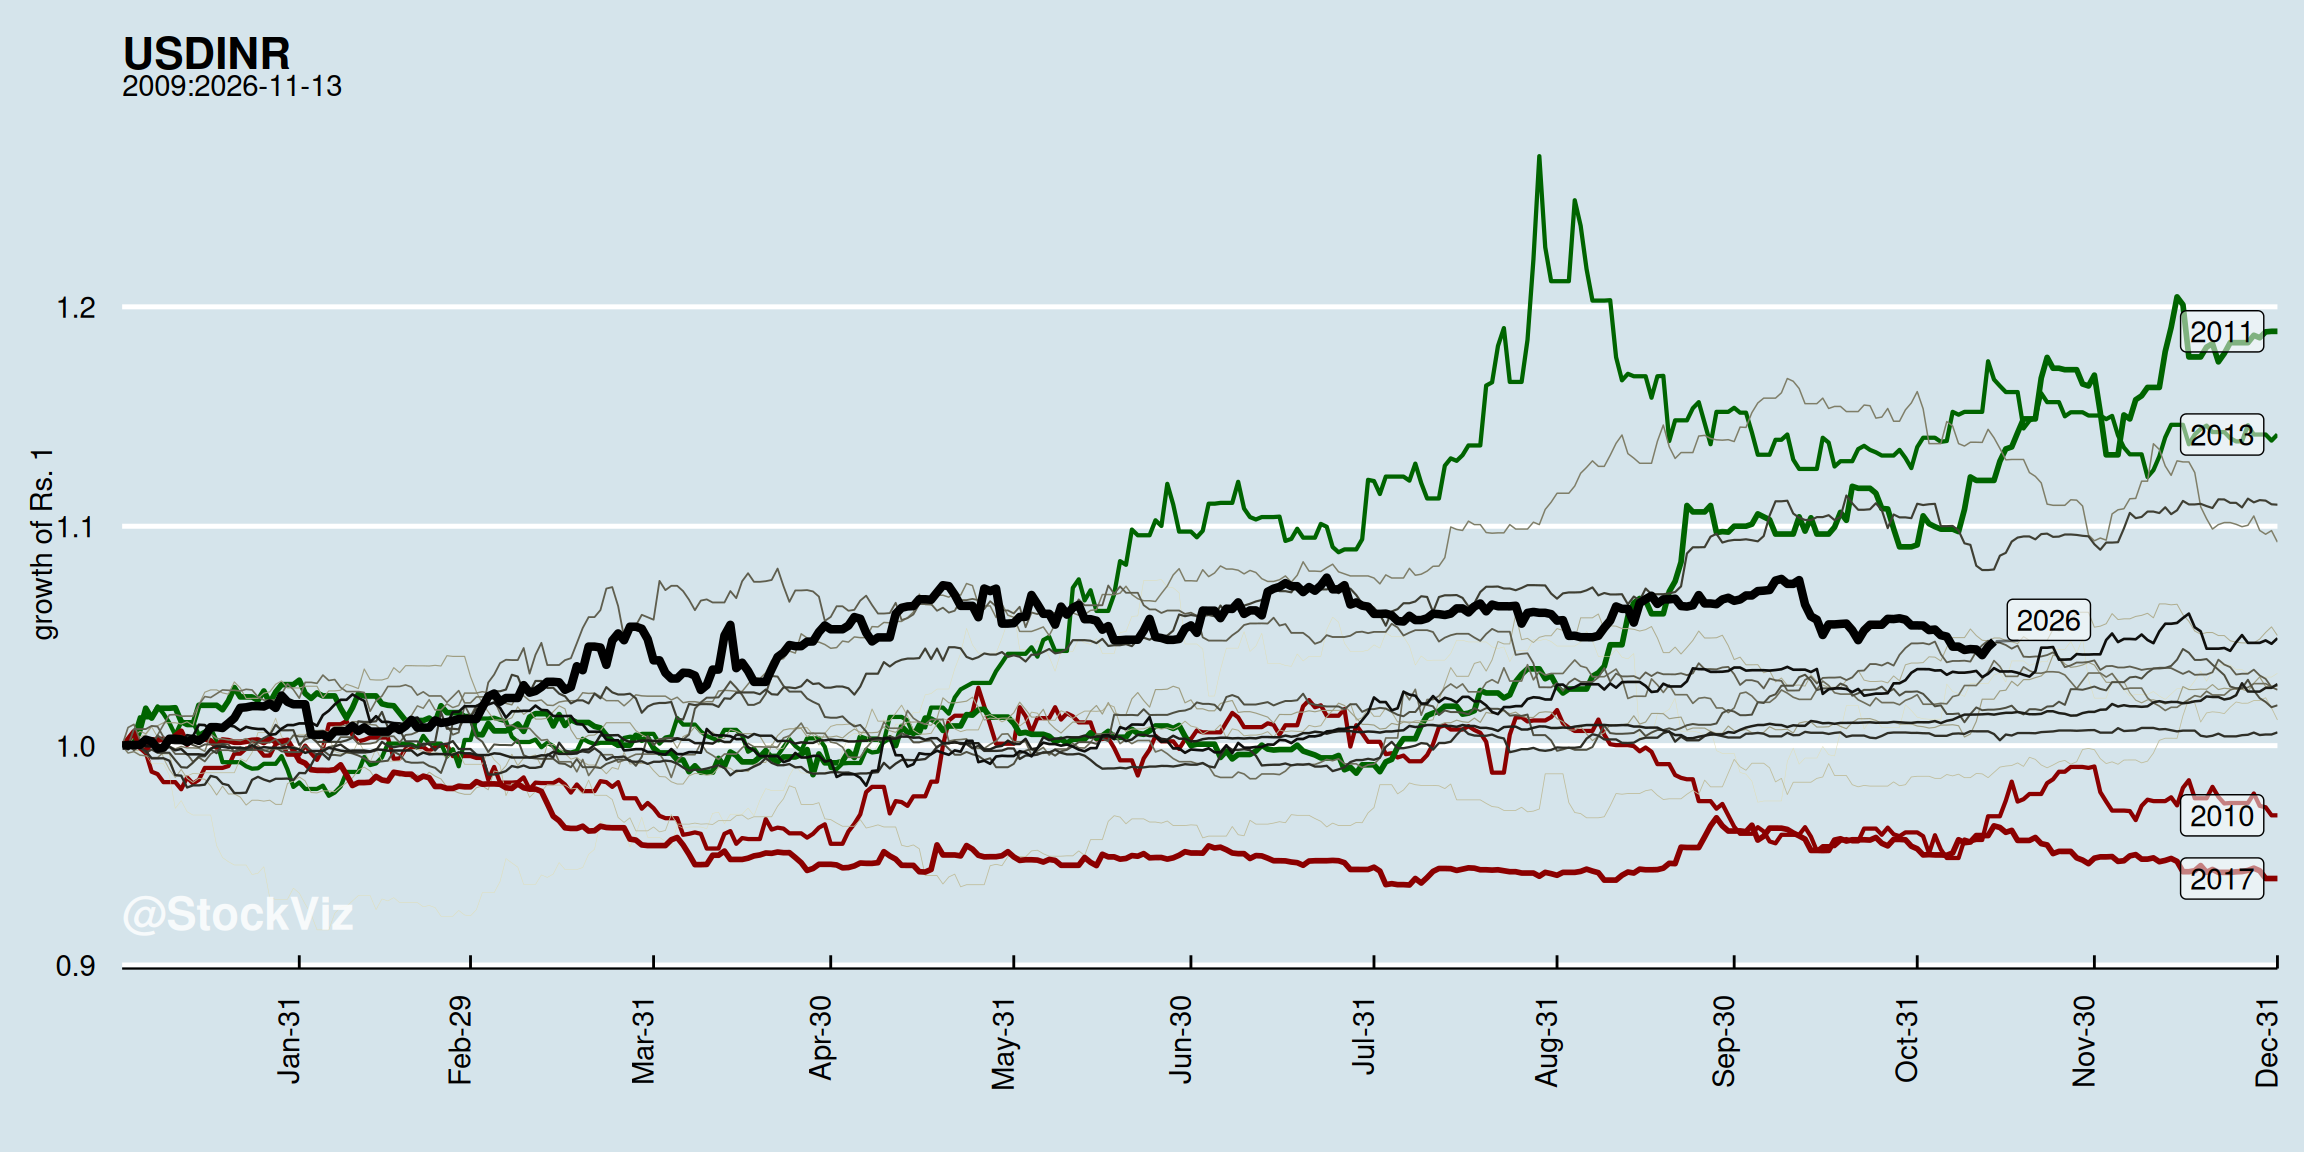 USDINR
2009:2026-11-13
growth of Rs. 1
1.2
1.1
1.0
0.9
2011
2013
2026
2010
2017
@StockViz
Jan-31
Feb-29
Mar-31
Apr-30
May-31
Jun-30
Jul-31
Aug-31
Sep-30
Oct-31
Nov-30
Dec-31